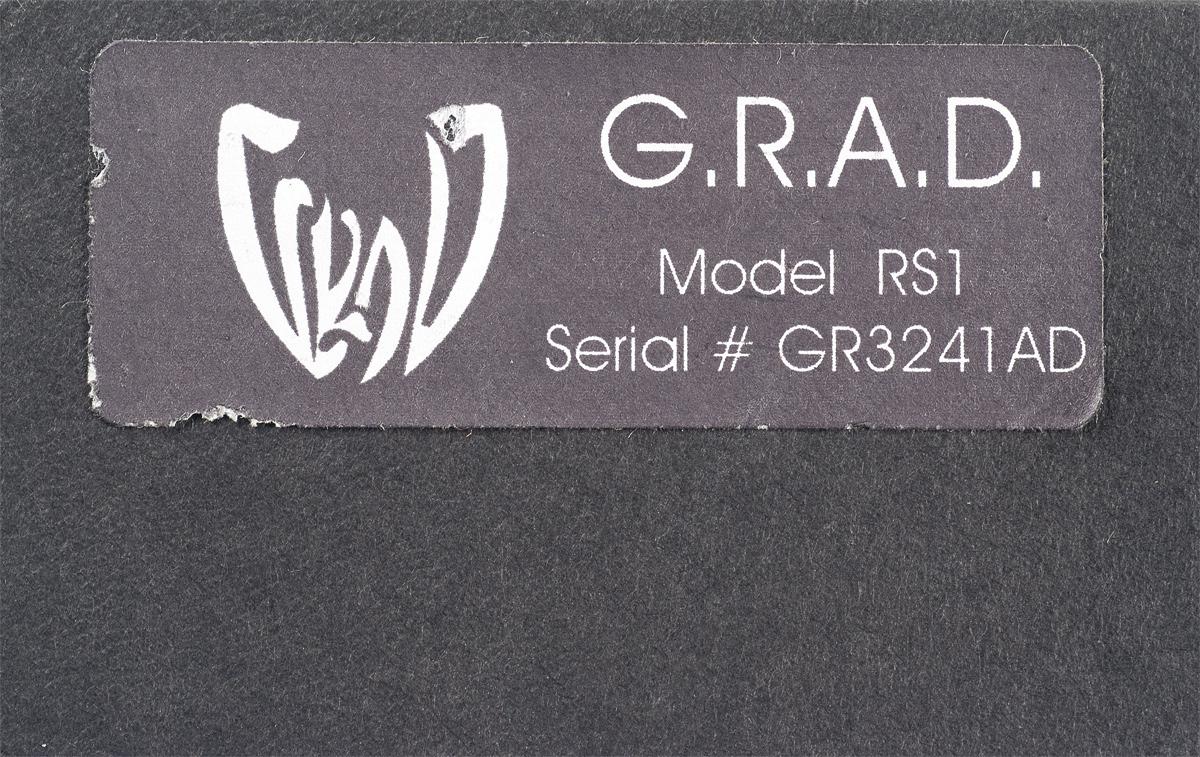 G.R.A.D.
Model RS1
Serial # GR3241AD